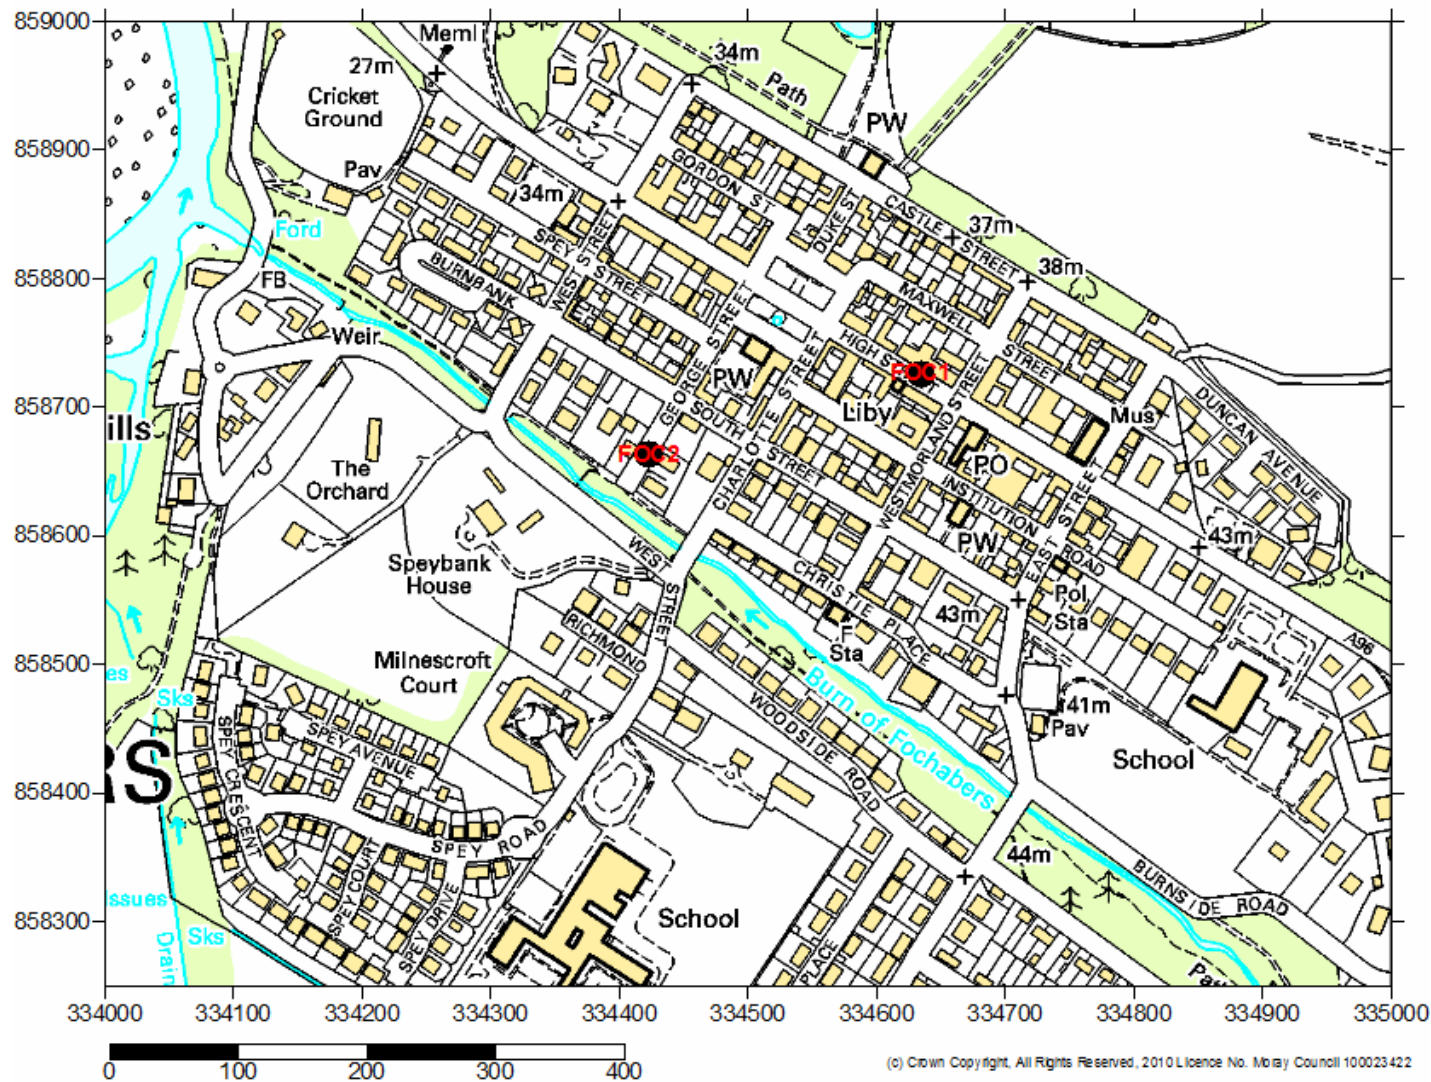 859000
858900
858800
858700
858600
858500
858400
858300
334000 334100 334200 334300 334400 334500 334600 334700 334800 334900 335000
0 100 200 300 400
(c) Crown Copyright, All Rights Reserved, 2010 Licence No. Moray Council 100023422
Meml
27m
34m
Path
Cricket
Ground
PW
Pav
34m
GORDON ST
DUKE ST
CASTLE STREET
37m
38m
Ford
SPEY STREET
WEST STREET
BURNBANK
FB
Weir
MAXWELL
STREET
HIGH S
FOC1
GEORGE STREET
PW
SOUTH
STREET
CHARLOTTE STREET
Liby
WESTMORLAND STREET
Mus
DUNCAN AVENUE
ills
FOC2
The
Orchard
PO
INSTITUTION
ROAD
EAST STREET
43m
PW
Speybank
House
WEST
STREET
CHRISTIE PLACE
43m
Pol
Sta
F
Sta
A96
RICHMOND
Milnescroft
Court
es
Sks
Burn of Fochabers
WOODSIDE ROAD
41m
Pav
School
SPEY AVENUE
SPEY CRESCENT
RS
SPEY ROAD
SPEY COURT
SPEY DRIVE
44m
BURNSIDE ROAD
Issues
Sks
Drain
School
PLACE
Path